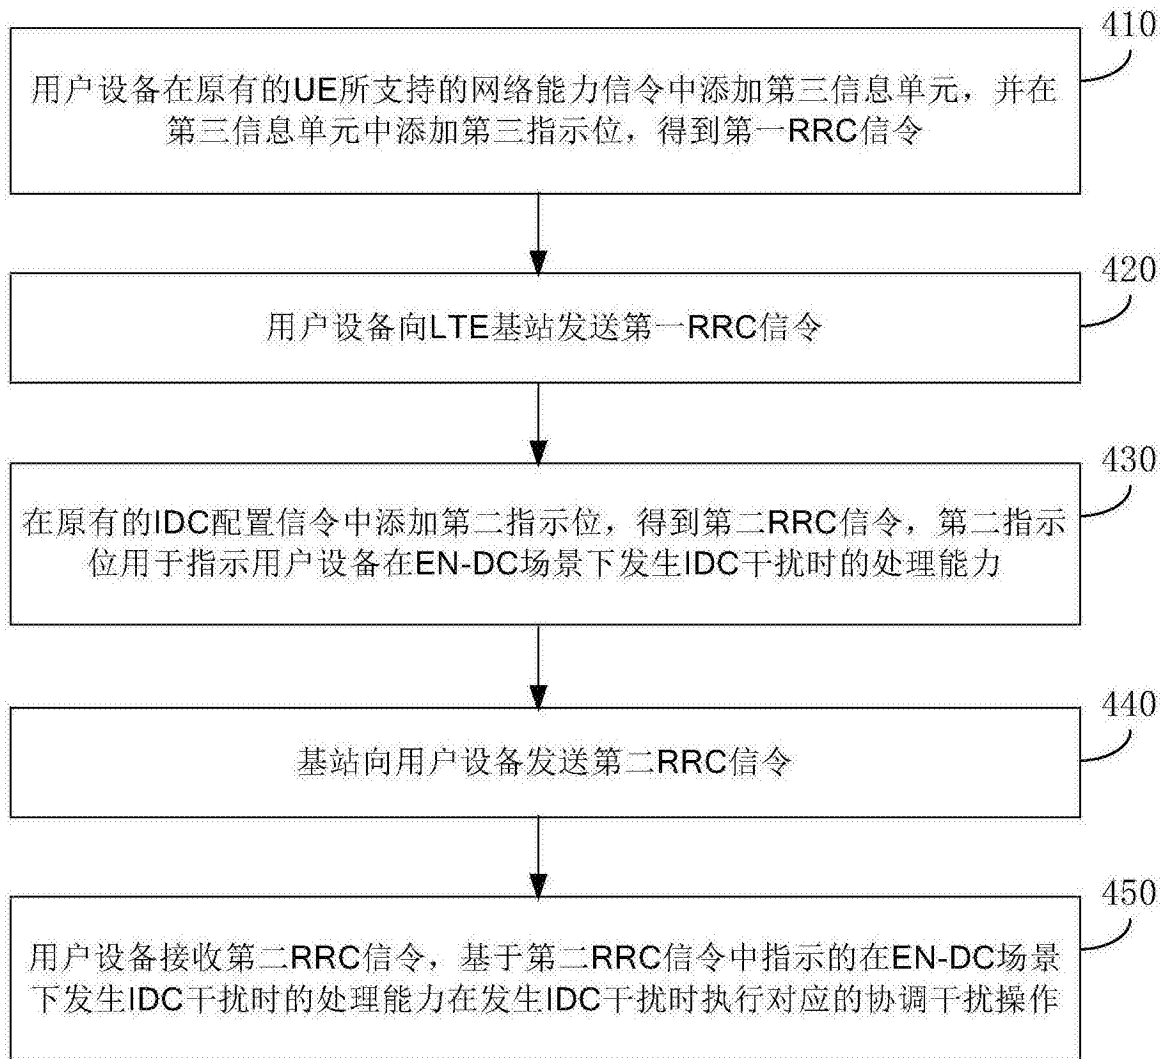 410
用户设备在原有的UE所支持的网络能力信令中添加第三信息单元，并在
第三信息单元中添加第三指示位，得到第一RRC信令
420
用户设备向LTE基站发送第一RRC信令
430
在原有的IDC配置信令中添加第二指示位，得到第二RRC信令，第二指示
位用于指示用户设备在EN-DC场景下发生IDC干扰时的处理能力
440
基站向用户设备发送第二RRC信令
450
用户设备接收第二RRC信令，基于第二RRC信令中指示的在EN-DC场景
下发生IDC干扰时的处理能力在发生IDC干扰时执行对应的协调干扰操作